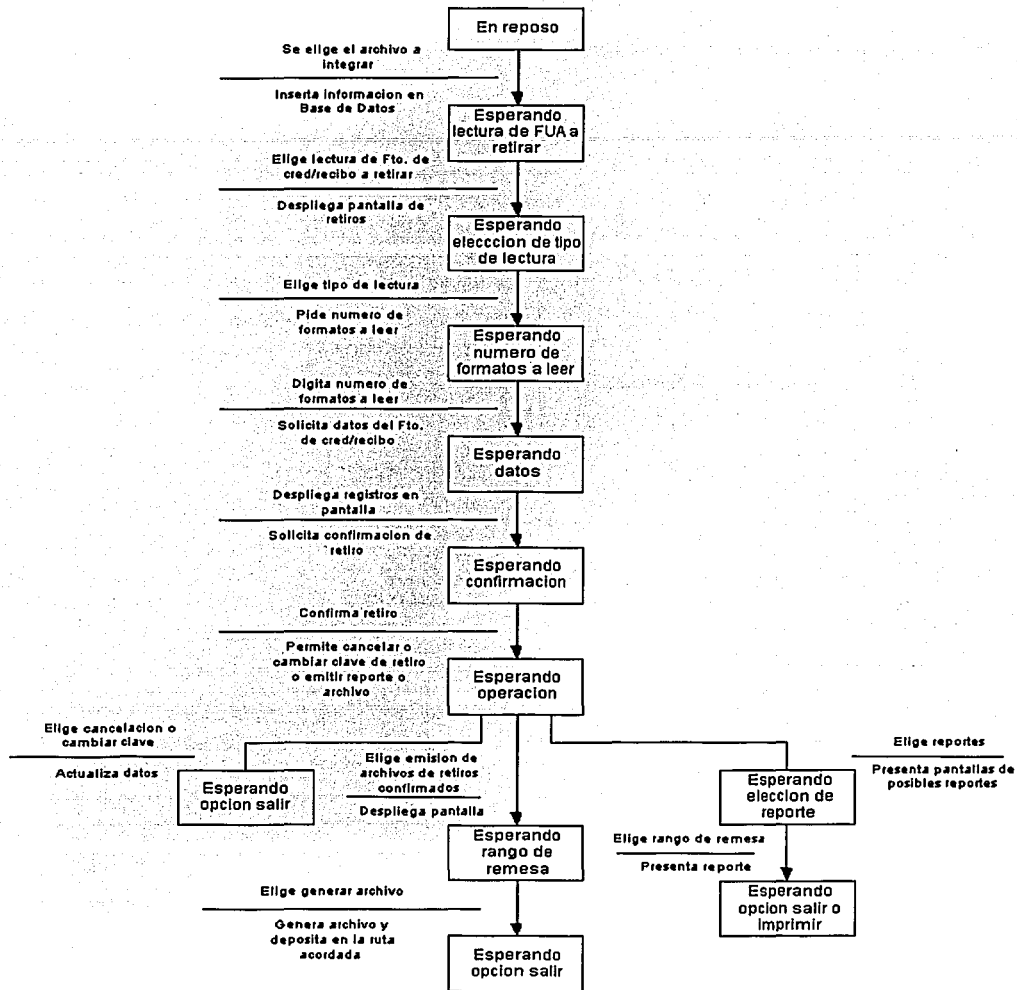 En reposo
Se elige el archivo a
integrar
Inserta informacion en
Base de Datos
Esperando
lectura de FUA a
retirar
Elige lectura de Fto. de
cred/recibo a retirar
Despliega pantalla de
retiros
Esperando
elecccion de tipo
de lectura
Elige tipo de lectura
Pide numero de
formatos a leer
Esperando
numero de
formatos a leer
Digita numero de
formatos a leer
Solicita datos del Fto.
de cred/recibo
Esperando
datos
Despliega registros en
pantalla
Solicita confirmacion de
retiro
Esperando
confirmacion
Confirma retiro
Permite cancelar o
cambiar clave de retiro
o emitir reporte o
archivo
Esperando
operacion
Elige cancelacion o
cambiar clave
Actualiza datos
Esperando
opcion salir
Elige emision de
archivos de retiros
confirmados
Despliega pantalla
Esperando
rango de
remesa
Elige generar archivo
Genera archivo y
deposita en la ruta
acordada
Esperando
opcion salir
Elige reportes
Presenta pantallas de
posibles reportes
Esperando
eleccion de
reporte
Elige rango de remesa
Presenta reporte
Esperando
opcion salir o
imprimir